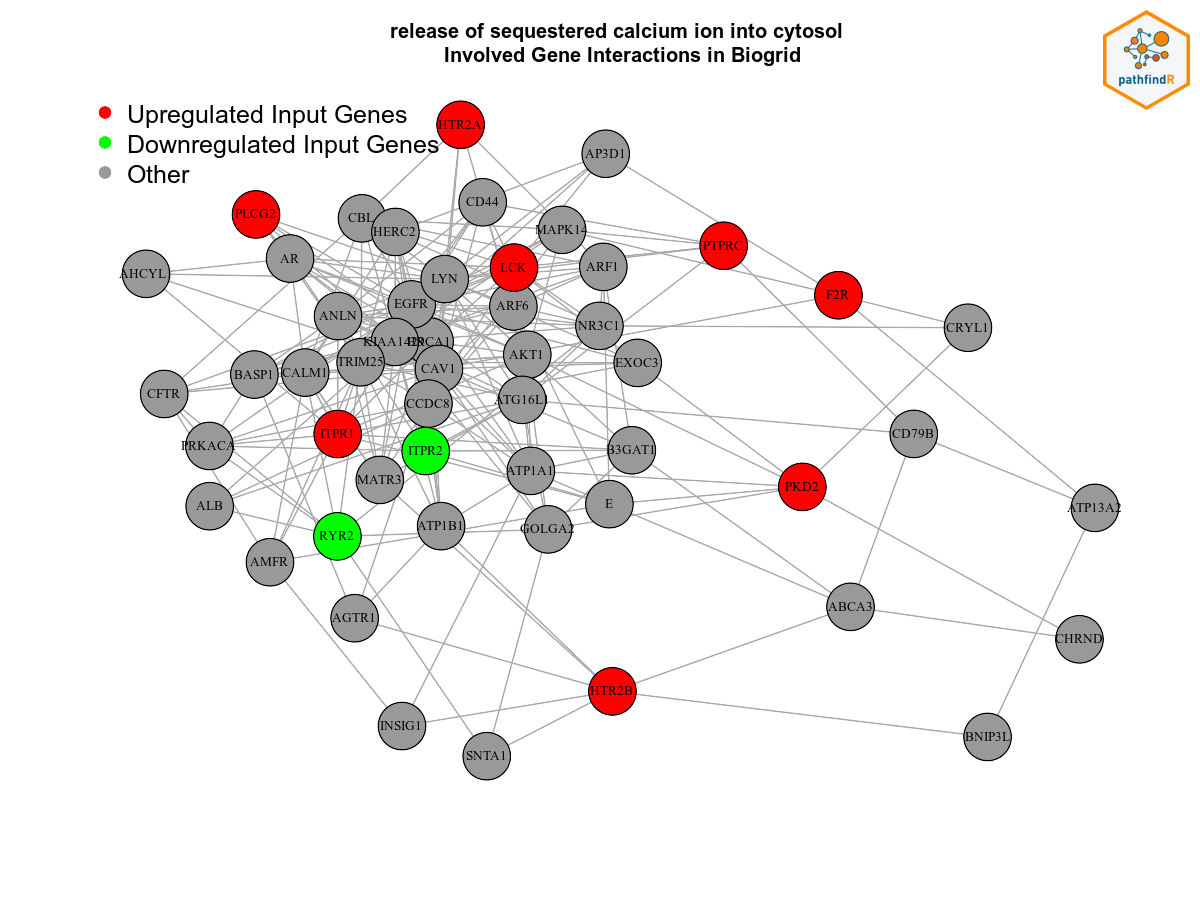 release of sequestered calcium ion into cytosol
Involved Gene Interactions in Biogrid
pathfindR
Upregulated Input Genes
Downregulated Input Genes
Other
HTR2A
AP3D1
CD44
PLCG2
CBL
HERC2
MAPK14
PTPRC
AR
AHCYL
LYN
LCK
ARF1
F2R
EGFR
ARF6
ANLN
NR3C1
CRYL1
KIAA1429
BRCA1
TRIM25
AKT1
EXOC3
BASP1
CALM1
CAV1
CFTR
CCDC8
ATG16L1
ITPR1
CD79B
PRKACA
ITPR2
B3GAT1
MATR3
ATP1A1
PKD2
ALB
E
ATP13A2
RYR2
ATP1B1
GOLGA2
AMFR
ABCA3
AGTR1
CHRND
HTR2B
INSIG1
BNIP3L
SNTA1